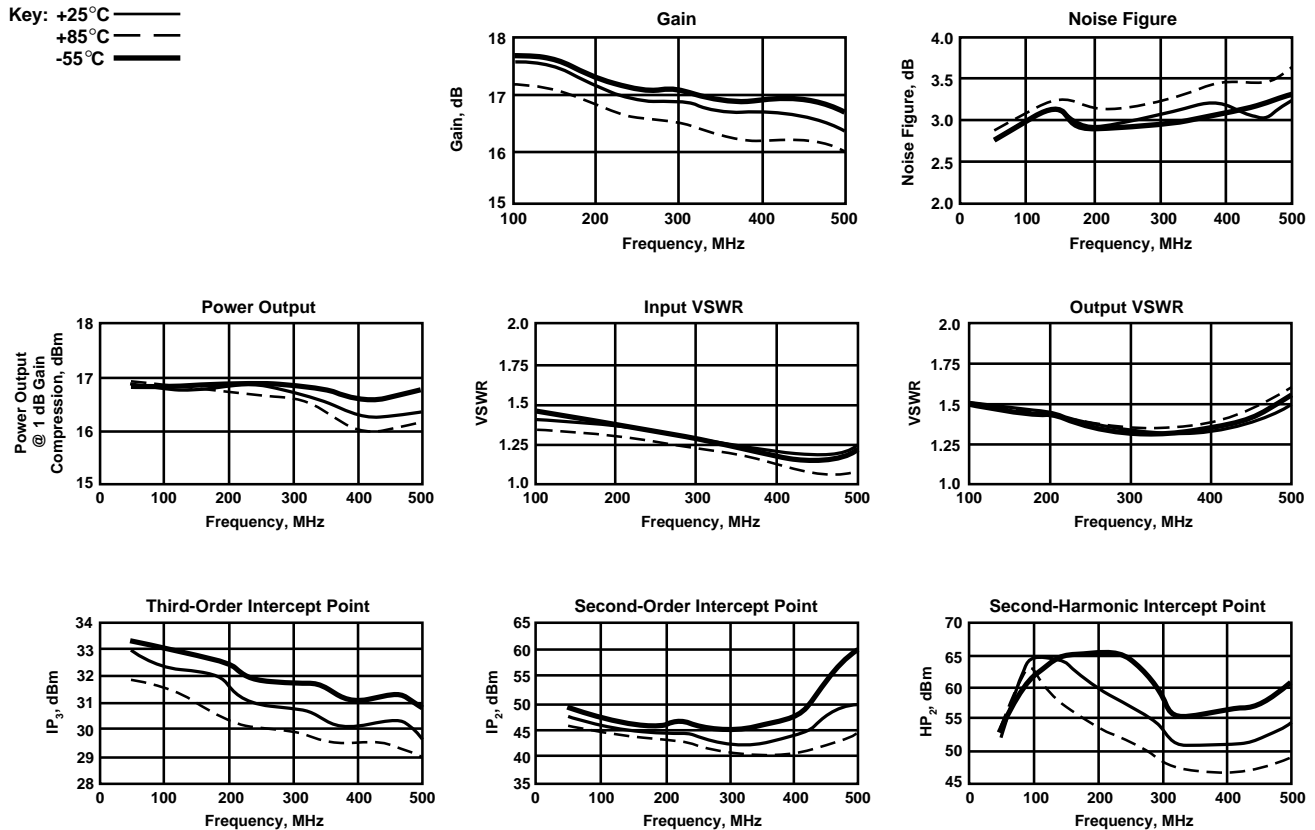 Key: +25°C
+85°C
-55°C
Gain
18
17
16
15
Gain, dB
100 200 300 400 500
Frequency, MHz
Noise Figure
4.0
3.5
3.0
2.5
2.0
Noise Figure, dB
0 100 200 300 400 500
Frequency, MHz
Power Output
18
17
16
15
Power Output
@ 1 dB Gain
Compression, dBm
0 100 200 300 400 500
Frequency, MHz
Input VSWR
2.0
1.75
1.5
1.25
1.0
VSWR
100 200 300 400 500
Frequency, MHz
Output VSWR
2.0
1.75
1.5
1.25
1.0
VSWR
100 200 300 400 500
Frequency, MHz
Third-Order Intercept Point
34
33
32
31
30
29
28
IP3, dBm
0 100 200 300 400 500
Frequency, MHz
Second-Order Intercept Point
65
60
55
50
45
40
35
IP2, dBm
0 100 200 300 400 500
Frequency, MHz
Second-Harmonic Intercept Point
70
65
60
55
50
45
HP2, dBm
0 100 200 300 400 500
Frequency, MHz